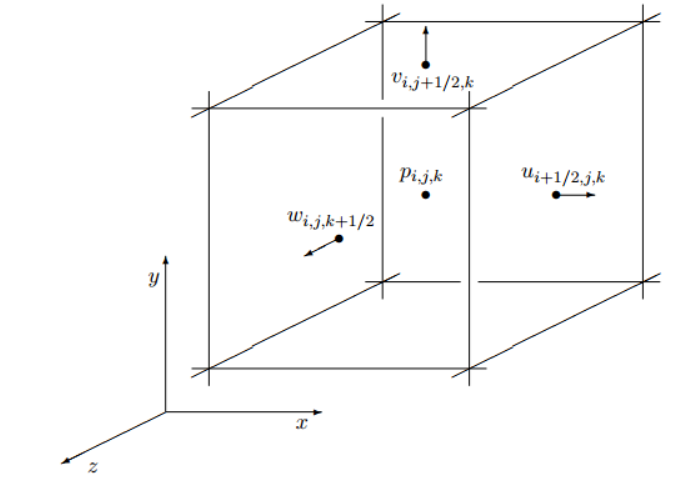 v_{i,j+1/2,k}
p_{i,j,k}
u_{i+1/2,j,k}
w_{i,j,k+1/2}
y
x
z